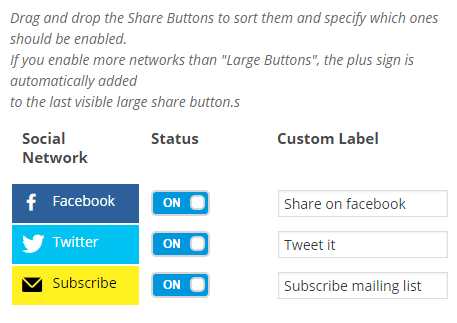 Drag and drop the Share Buttons to sort them and specify which ones
should be enabled.
If you enable more networks than "Large Buttons", the plus sign is
automatically added
to the last visible large share button.s
Social Network Status Custom Label
Facebook ON Share on facebook
Twitter ON Tweet it
Subscribe ON Subscribe mailing list